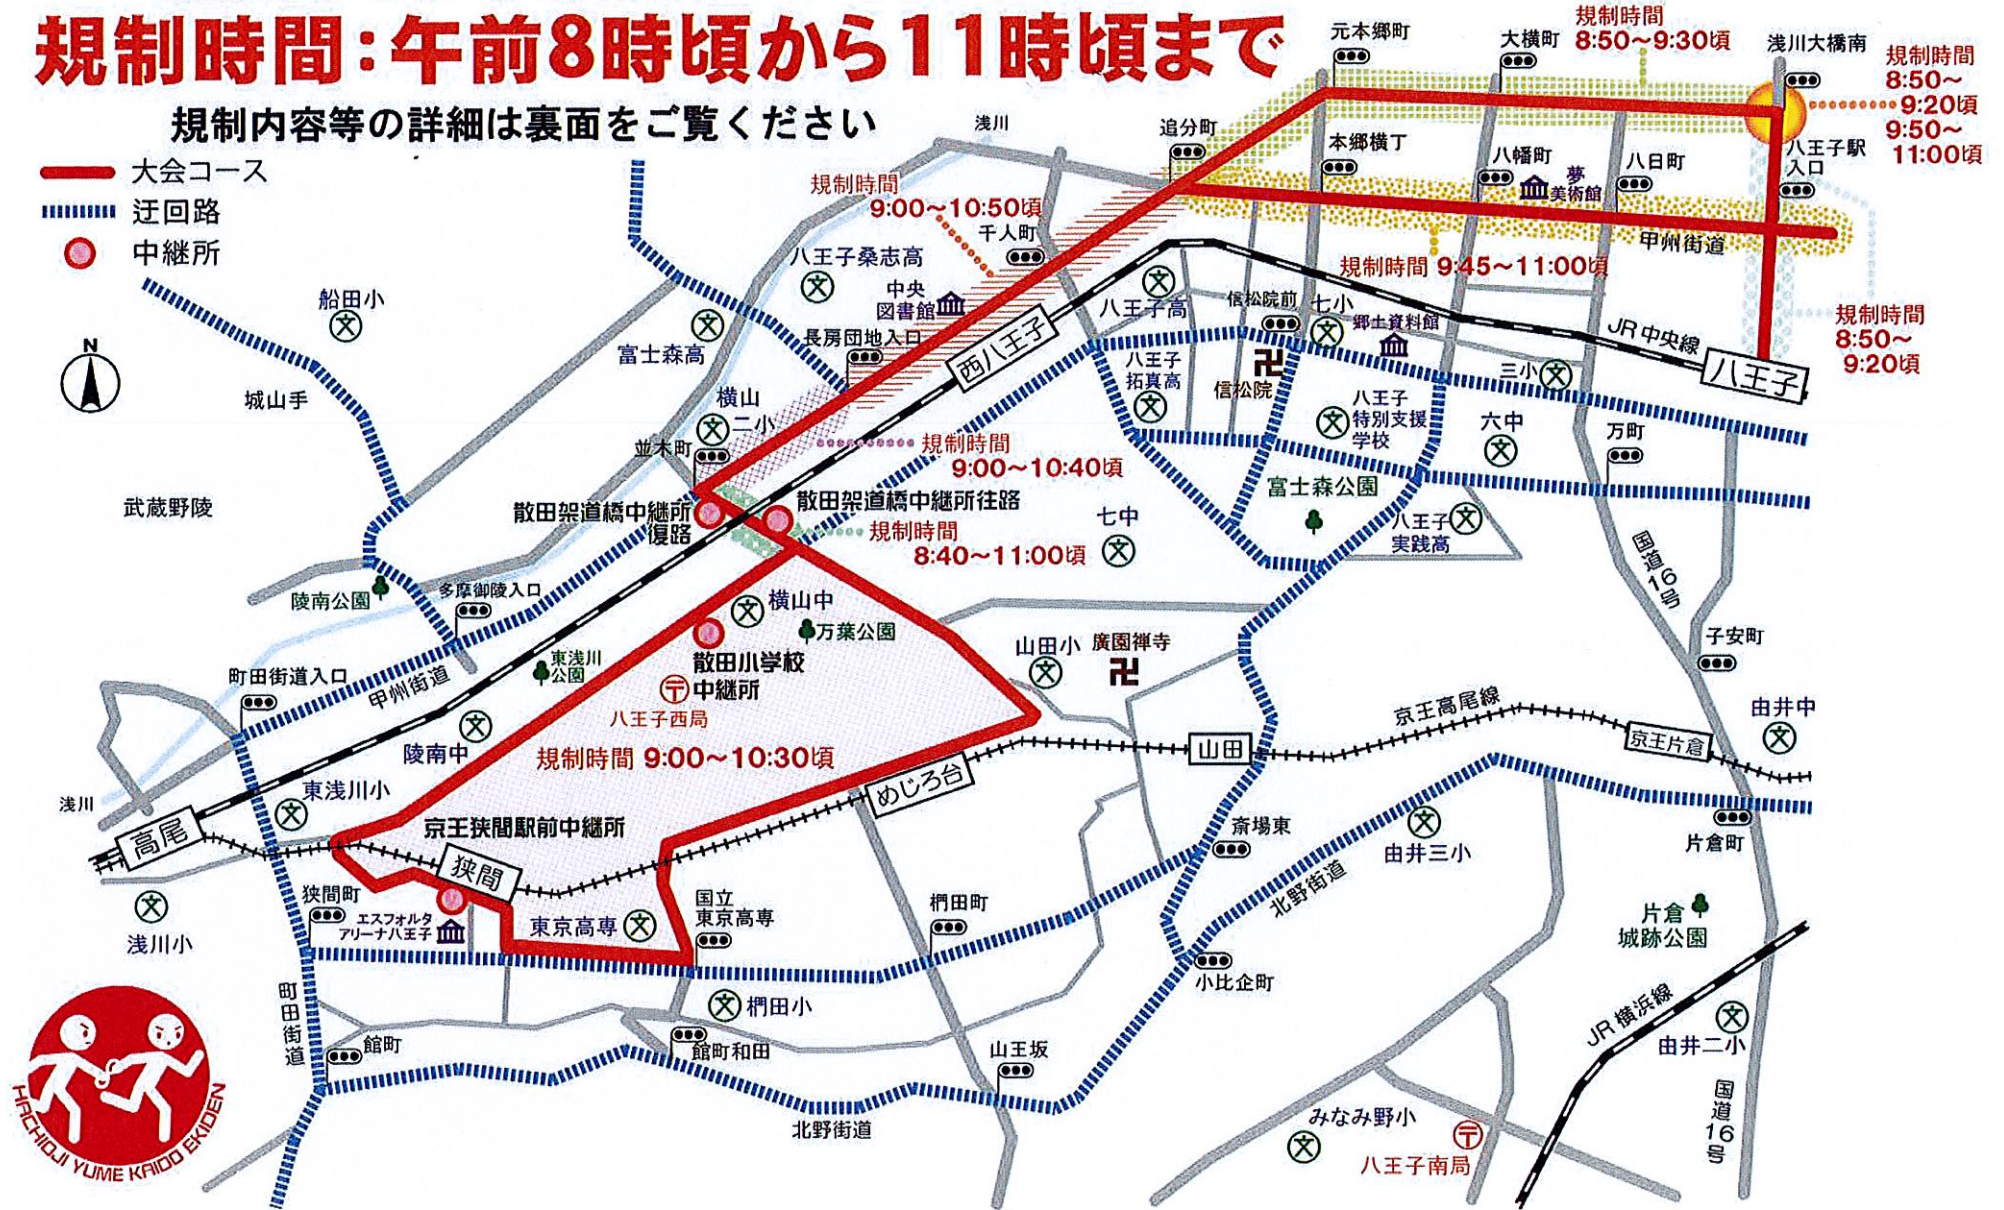 規制時間：午前8時頃から11時頃まで
規制内容等の詳細は裏面をご覧ください
大会コース
迂回路
中継所
N
元本郷町
大横町
規制時間
8:50～9:30頃
浅川大橋南
規制時間
8:50～
9:20頃
9:50～
11:00頃
浅川
追分町
本郷横丁
八幡町
夢
美術館
八日町
八王子駅
入口
規制時間
9:00～10:50頃
千人町
甲州街道
規制時間 9:45～11:00頃
八王子桑志高
中央
図書館
船田小
富士森高
長房団地入口
西八王子
八王子高
信松院前
七小
郷土資料館
JR中央線
八王子
規制時間
8:50～
9:20頃
城山手
横山
二小
並木町
八王子
拓真高
信松院
八王子
特別支援
学校
三小
六中
万町
規制時間
9:00～10:40頃
武蔵野陵
散田架道橋中継所
復路
散田架道橋中継所往路
規制時間
8:40～11:00頃
七中
富士森公園
八王子
実践高
国道16号
陵南公園
多摩御陵入口
横山中
万葉公園
散田小学校
中継所
八王子西局
東浅川
公園
山田小
廣園禅寺
子安町
町田街道入口
甲州街道
陵南中
規制時間 9:00～10:30頃
めじろ台
山田
京王高尾線
京王片倉
由井中
浅川
高尾
東浅川小
京王狭間駅前中継所
狭間
斎場東
由井三小
片倉町
浅川小
狭間町
エスフォルタ
アリーナ八王子
東京高専
国立
東京高専
椚田町
北野街道
片倉
城跡公園
町田街道
椚田小
小比企町
JR横浜線
由井二小
館町
館町和田
山王坂
北野街道
みなみ野小
八王子南局
国道16号
HACHIOJI YUME KAIDO EKIDEN